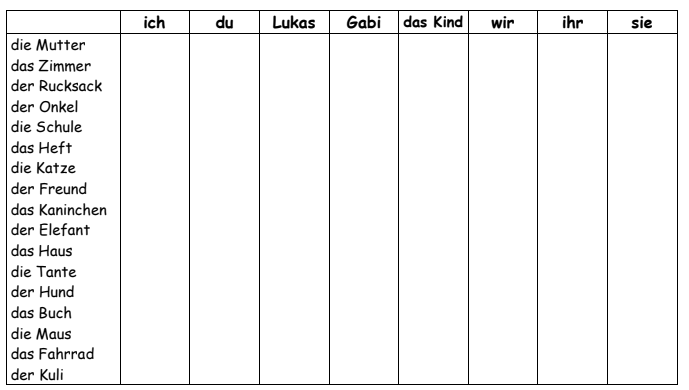 ich du Lukas Gabi das Kind wir ihr sie
die Mutter
das Zimmer
der Rucksack
der Onkel
die Schule
das Heft
die Katze
der Freund
das Kaninchen
der Elefant
das Haus
die Tante
der Hund
das Buch
die Maus
das Fahrrad
der Kuli